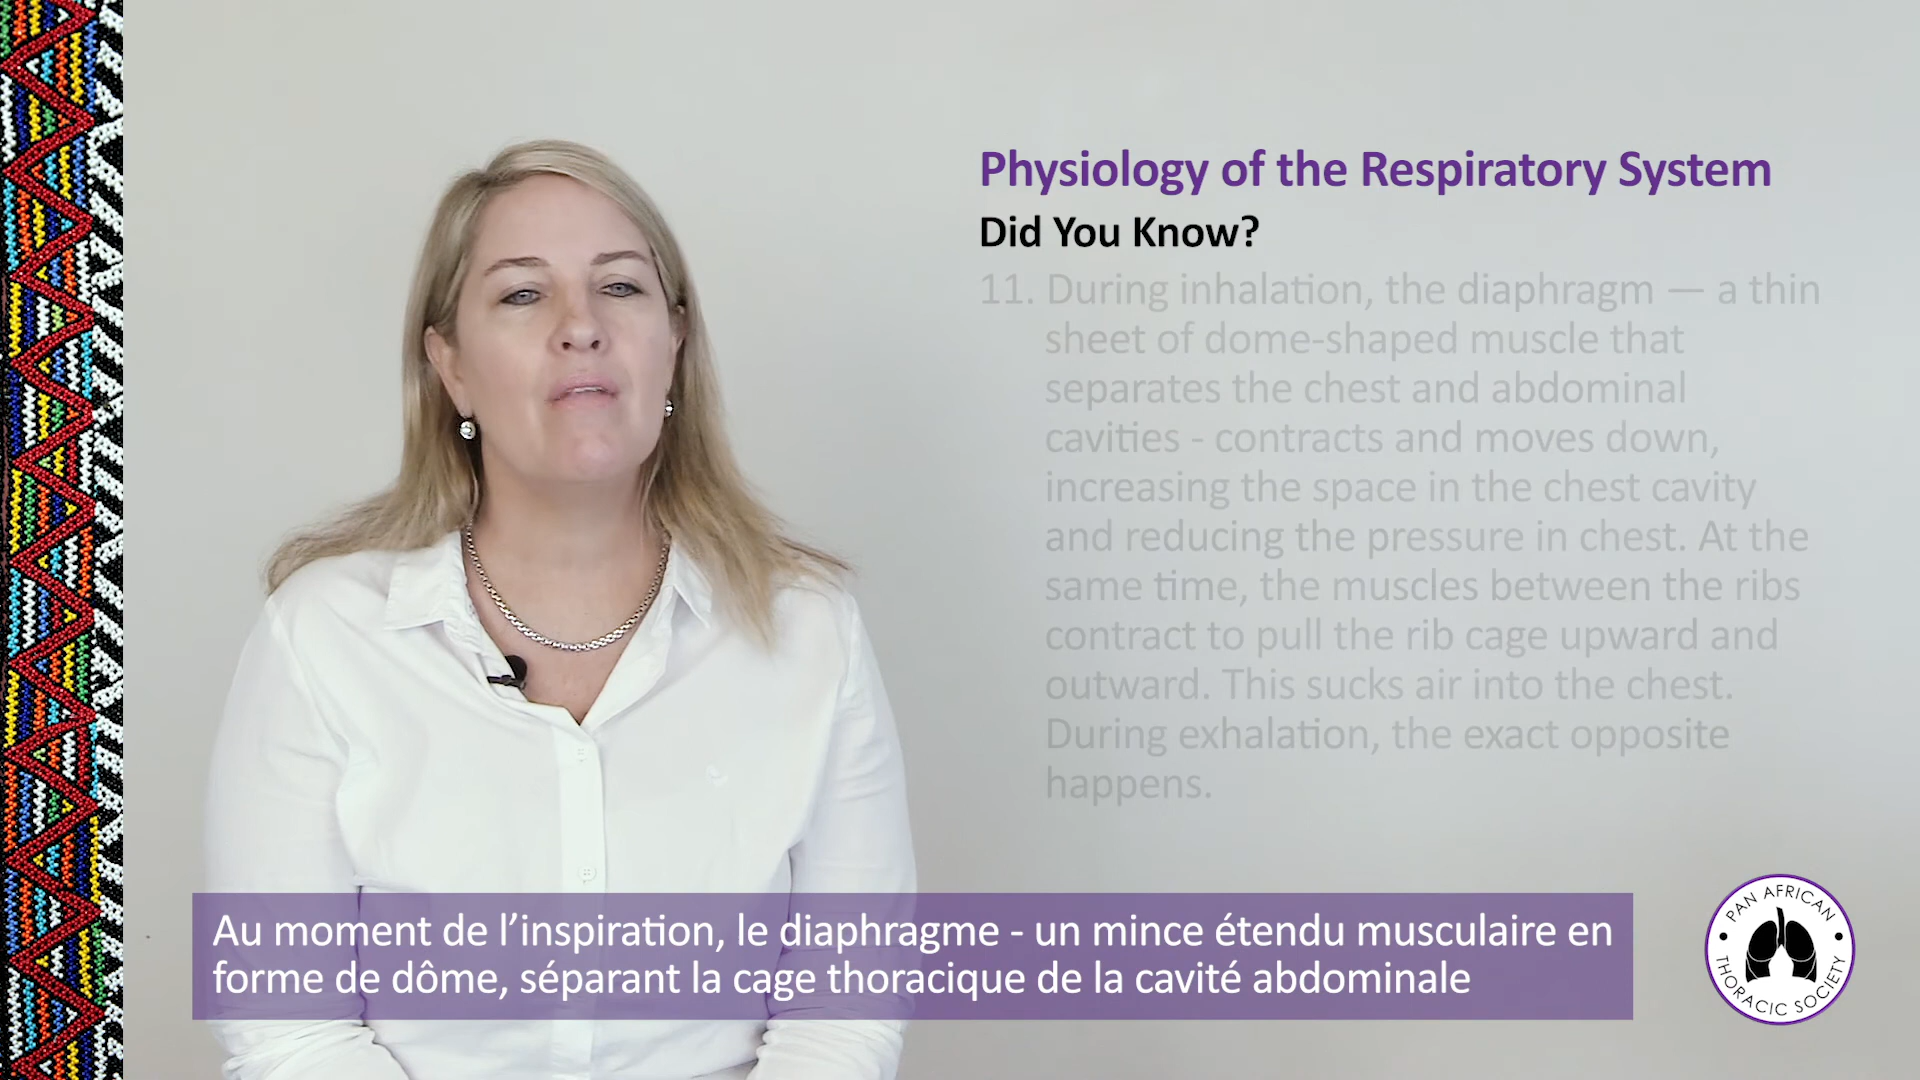 Physiology of the Respiratory System
Did You Know?
11. During inhalation, the diaphragm — a thin
sheet of dome-shaped muscle that
separates the chest and abdominal
cavities - contracts and moves down,
increasing the space in the chest cavity
and reducing the pressure in chest. At the
same time, the muscles between the ribs
contract to pull the rib cage upward and
outward. This sucks air into the chest.
During exhalation, the exact opposite
happens.
Au moment de l’inspiration, le diaphragme - un mince étendu musculaire en
forme de dôme, séparant la cage thoracique de la cavité abdominale
PAN AFRICAN
THORACIC SOCIETY